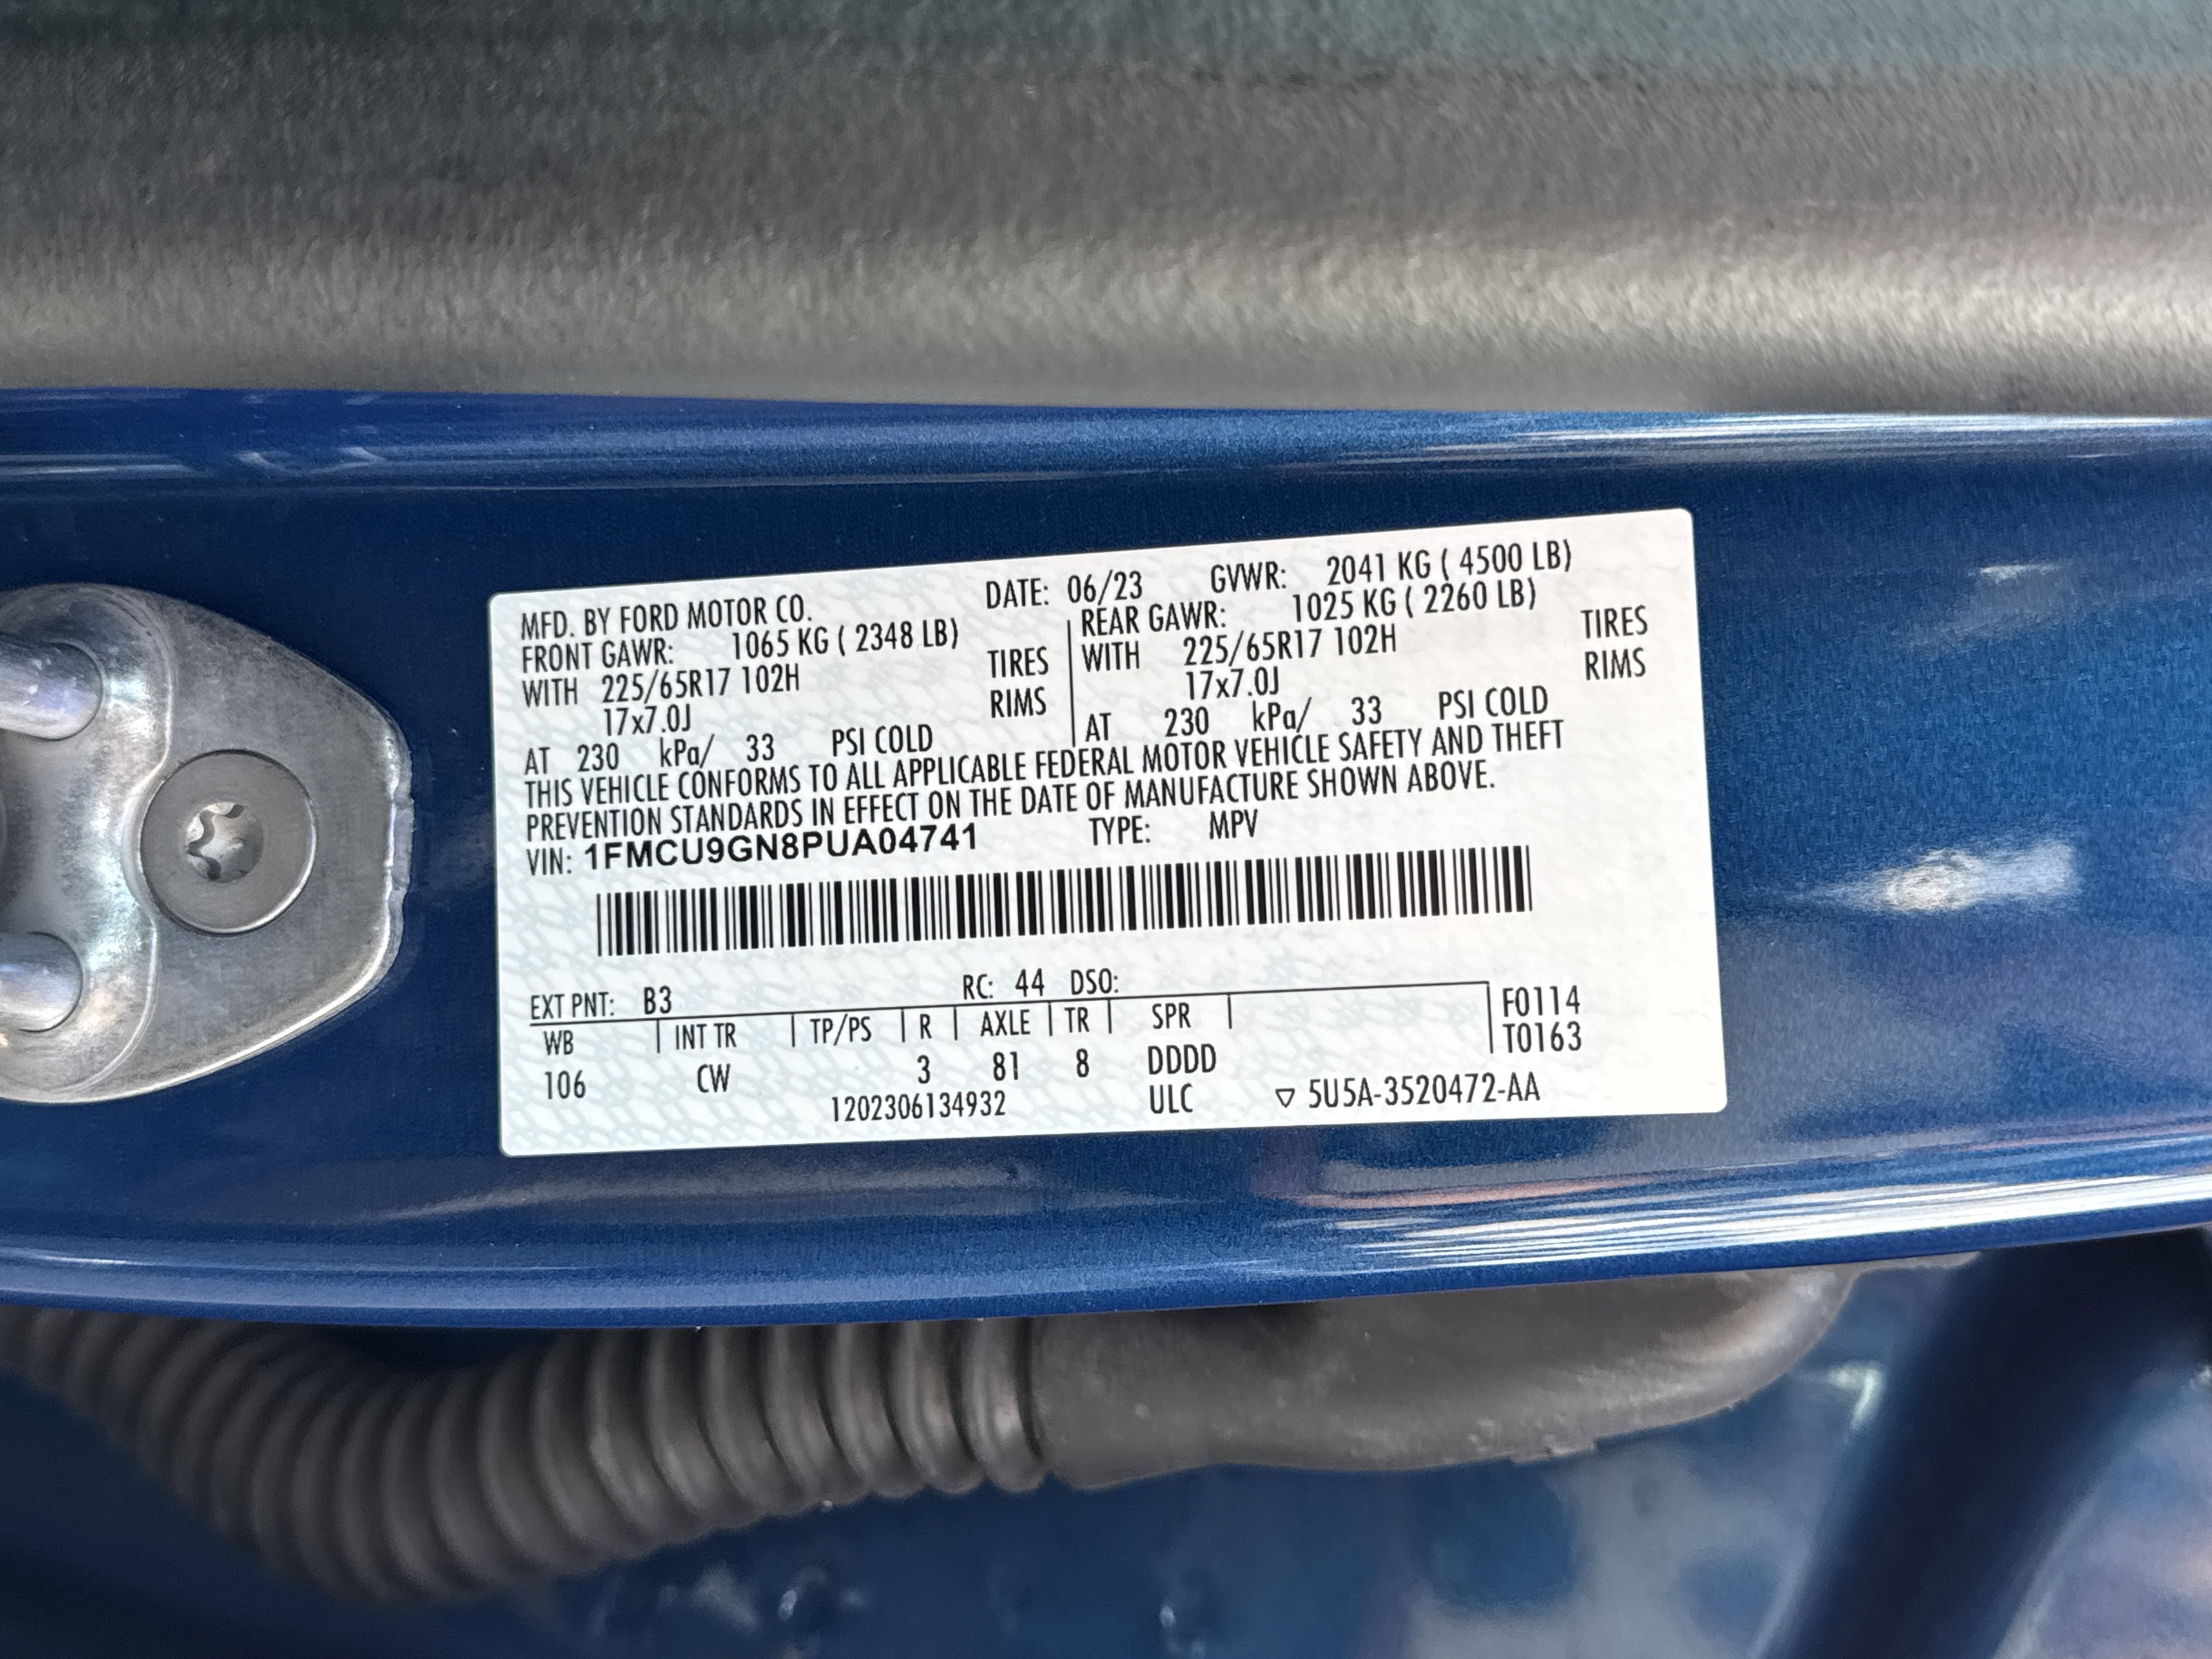 MFD. BY FORD MOTOR CO. DATE: 06/23 GVWR: 2041 KG ( 4500 LB)
FRONT GAWR: 1065 KG ( 2348 LB) REAR GAWR: 1025 KG ( 2260 LB)
WITH 225/65R17 102H TIRES WITH 225/65R17 102H TIRES
17x7.0J RIMS 17x7.0J RIMS
AT 230 kPa/ 33 PSI COLD AT 230 kPa/ 33 PSI COLD
THIS VEHICLE CONFORMS TO ALL APPLICABLE FEDERAL MOTOR VEHICLE SAFETY AND THEFT
PREVENTION STANDARDS IN EFFECT ON THE DATE OF MANUFACTURE SHOWN ABOVE.
VIN: 1FMCU9GN8PUA04741 TYPE: MPV
EXT PNT: B3 RC: 44 DSO:
WB INT TR TP/PS R AXLE TR SPR F0114
T0163
106 CW 3 81 8 DDDD
1202306134932 ULC ▽ 5U5A-3520472-AA